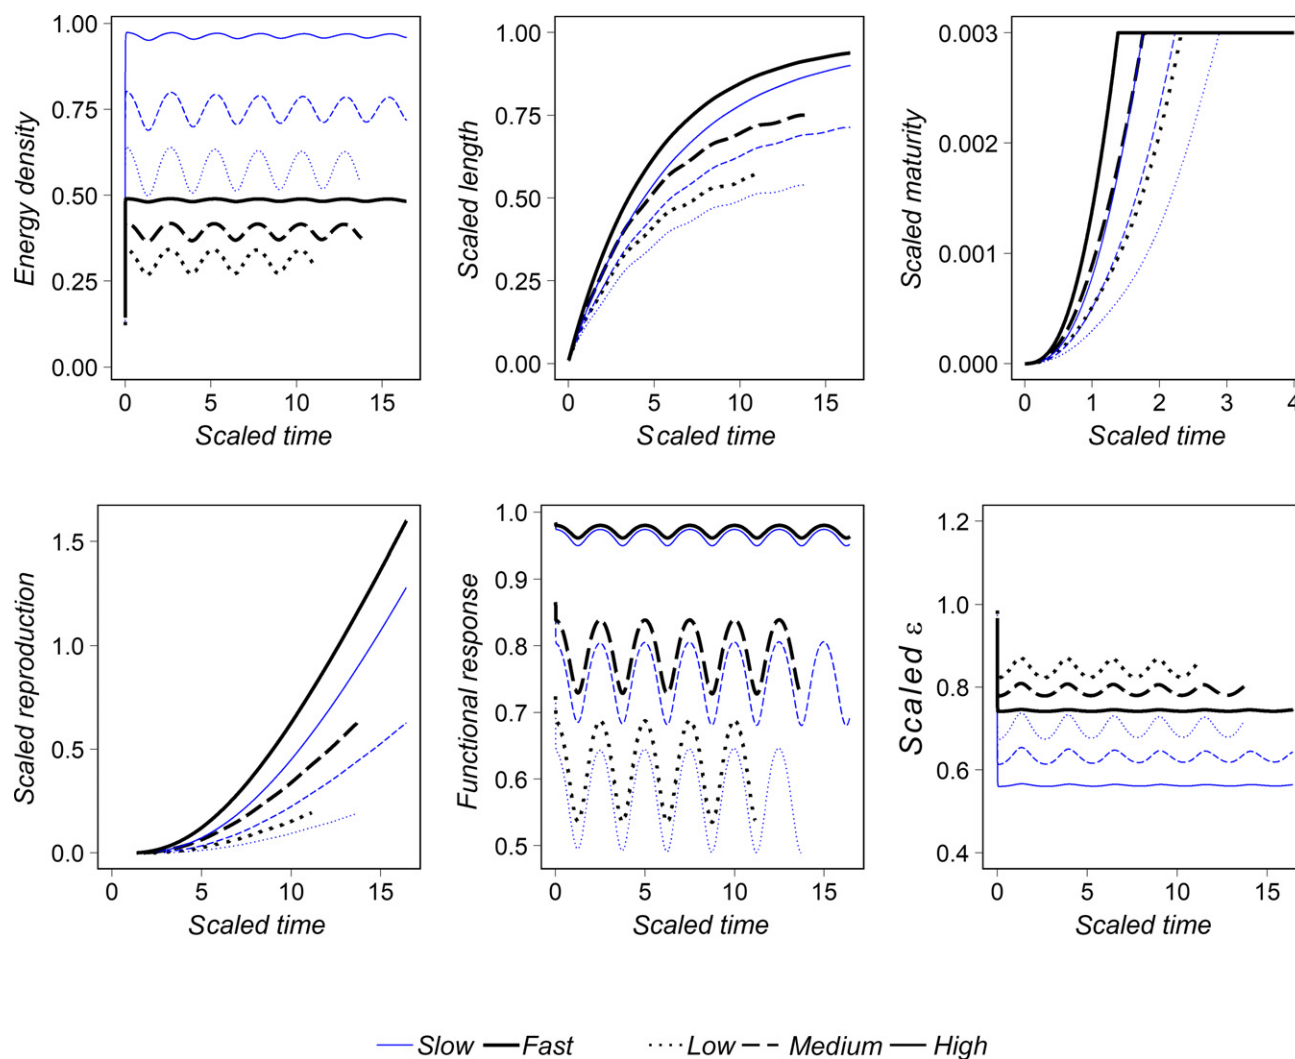 1.00
0.75
0.50
0.25
0.00
Energy density
0 5 10 15
Scaled time
1.00
0.75
0.50
0.25
0.00
Scaled length
0 5 10 15
Scaled time
0.003
0.002
0.001
0.000
Scaled maturity
0 1 2 3 4
Scaled time
1.5
1.0
0.5
0.0
Scaled reproduction
0 5 10 15
Scaled time
1.0
0.9
0.8
0.7
0.6
0.5
Functional response
0 5 10 15
Scaled time
1.2
1.0
0.8
0.6
0.4
Scaled ε
0 5 10 15
Scaled time
Slow Fast Low Medium High